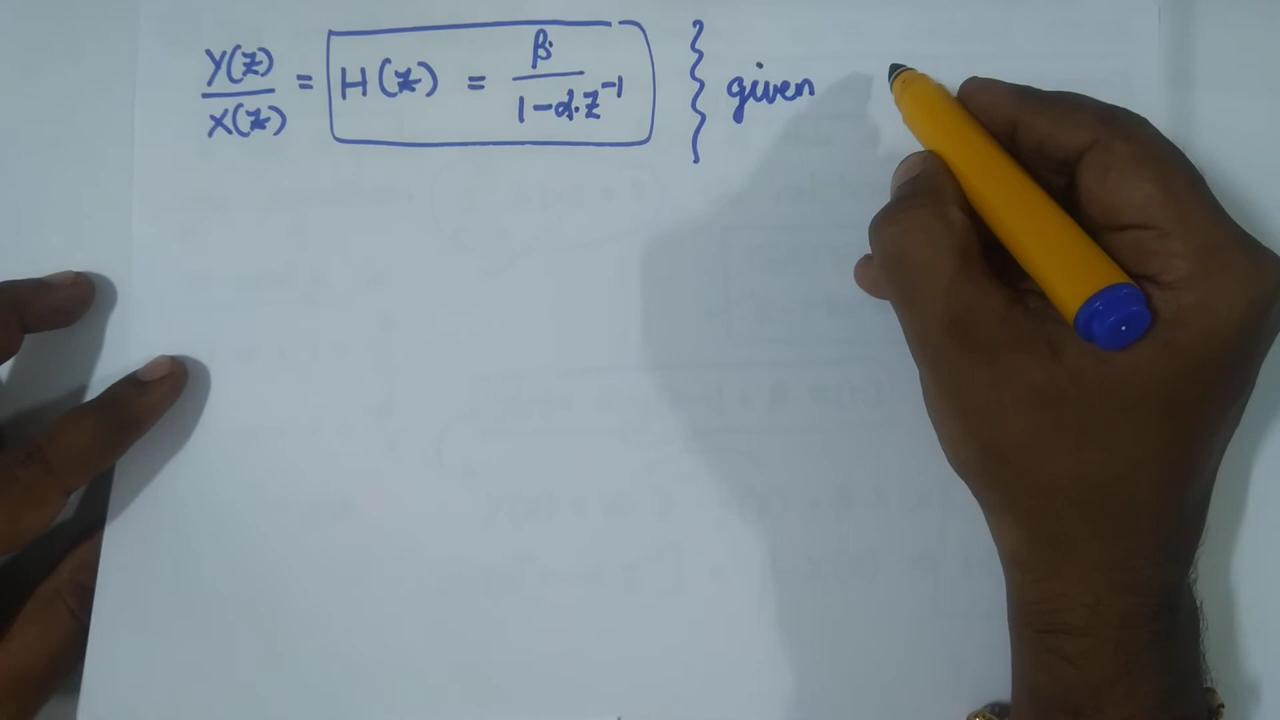 Y(z)/X(z) = H(z) = β/(1-α.z⁻¹) } given